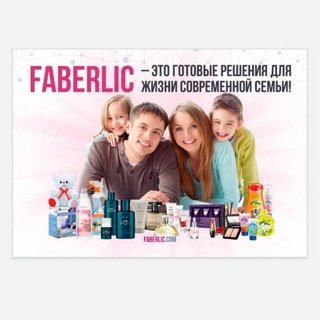 FABERLIC – ЭТО ГОТОВЫЕ РЕШЕНИЯ ДЛЯ
ЖИЗНИ СОВРЕМЕННОЙ СЕМЬИ!
FABERLIC.COM